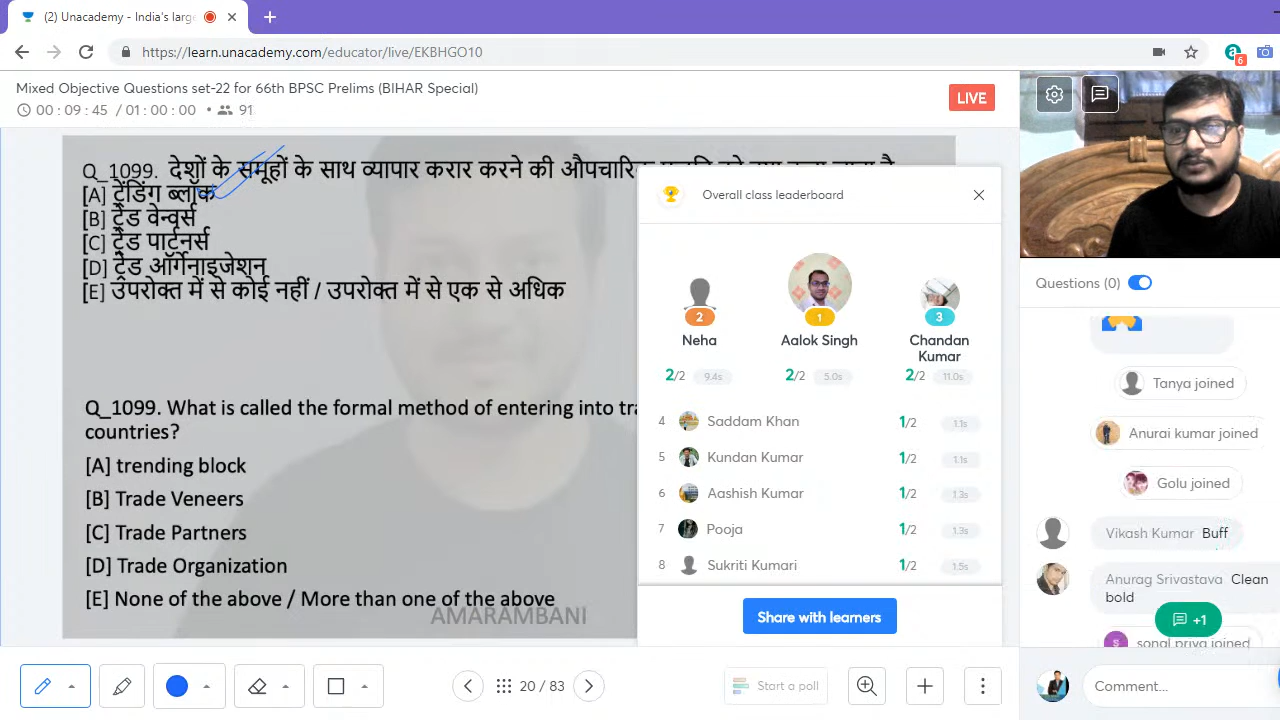 (2) Unacademy - India's larg
https://learn.unacademy.com/educator/live/EKBHGO10
6
Mixed Objective Questions set-22 for 66th BPSC Prelims (BIHAR Special)
00 : 09 : 45 / 01 : 00 : 00 • 91
LIVE
Q_1099. देशों के समूहों के साथ व्यापार करार करने की औपचारि
[A] ट्रेंडिंग ब्लॉक
[B] ट्रेड वेन्चर्स
[C] ट्रेड पार्टनर्स
[D] ट्रेड ऑर्गेनाइजेशन
[E] उपरोक्त में से कोई नहीं / उपरोक्त में से एक से अधिक
Q_1099. What is called the formal method of entering into tra
countries?
[A] trending block
[B] Trade Veneers
[C] Trade Partners
[D] Trade Organization
[E] None of the above / More than one of the above
AMARAMBANI
Overall class leaderboard
2 1 3
Neha Aalok Singh Chandan Kumar
2/2 9.4s 2/2 5.0s 2/2 11.0s
4 Saddam Khan 1/2 1.1s
5 Kundan Kumar 1/2 1.1s
6 Aashish Kumar 1/2 1.3s
7 Pooja 1/2 1.3s
8 Sukriti Kumari 1/2 1.5s
Share with learners
Questions (0)
Tanya joined
Anurai kumar joined
Golu joined
Vikash Kumar Buff
Anurag Srivastava Clean
bold
+1
sonal priya joined
20 / 83
Start a poll
Comment...